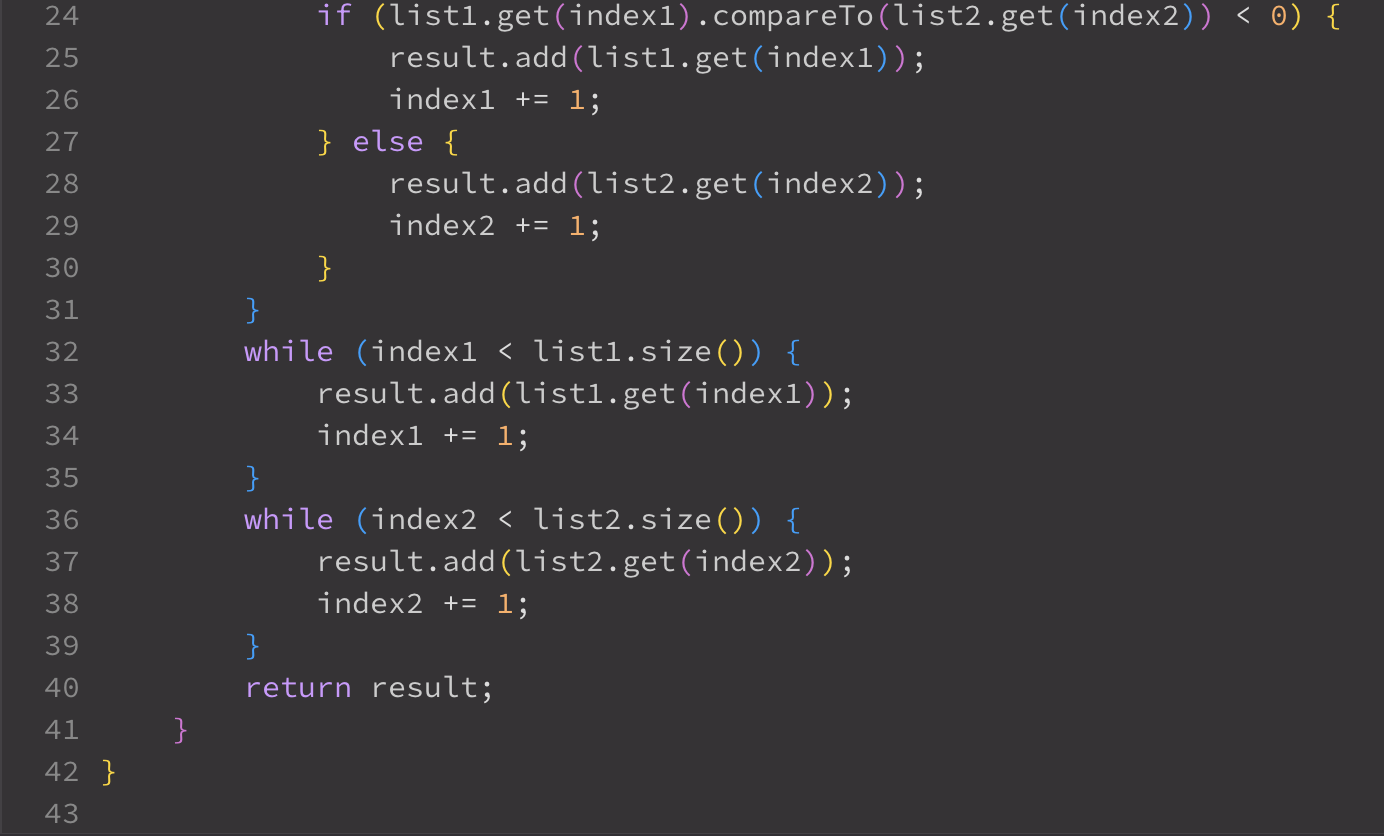 24            if (list1.get(index1).compareTo(list2.get(index2)) < 0) {
25                result.add(list1.get(index1));
26                index1 += 1;
27            } else {
28                result.add(list2.get(index2));
29                index2 += 1;
30            }
31        }
32        while (index1 < list1.size()) {
33            result.add(list1.get(index1));
34            index1 += 1;
35        }
36        while (index2 < list2.size()) {
37            result.add(list2.get(index2));
38            index2 += 1;
39        }
40        return result;
41    }
42 }
43